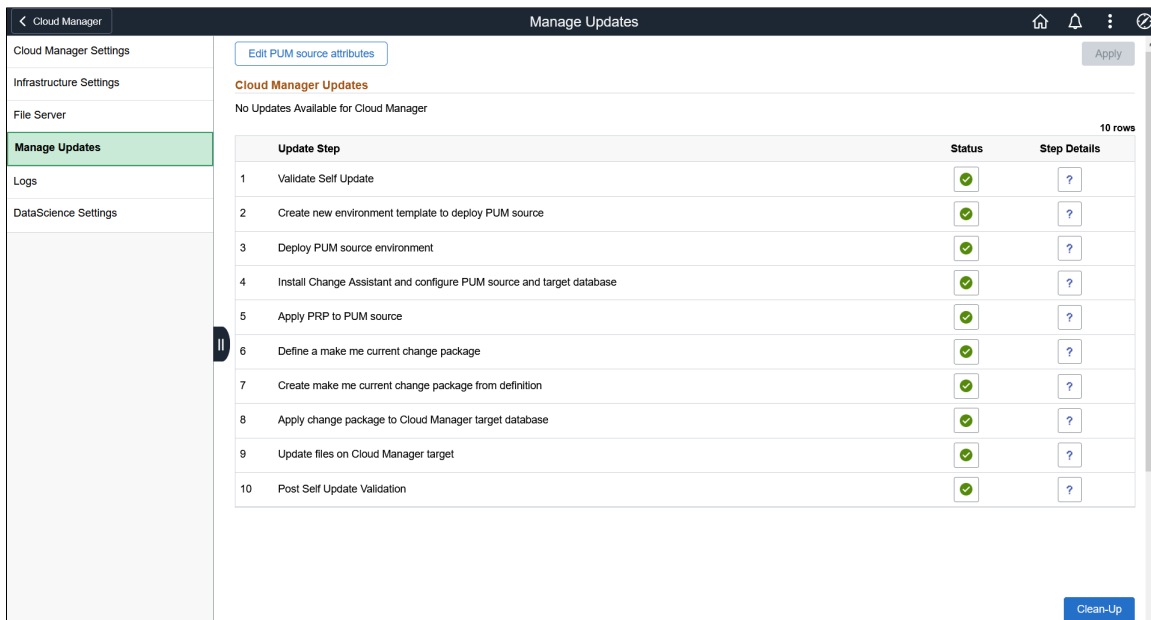 Cloud Manager
Manage Updates
Cloud Manager Settings
Infrastructure Settings
File Server
Manage Updates
Logs
DataScience Settings
Edit PUM source attributes
Apply
Cloud Manager Updates
No Updates Available for Cloud Manager
10 rows
Update Step Status Step Details
1 Validate Self Update ?
2 Create new environment template to deploy PUM source ?
3 Deploy PUM source environment ?
4 Install Change Assistant and configure PUM source and target database ?
5 Apply PRP to PUM source ?
6 Define a make me current change package ?
7 Create make me current change package from definition ?
8 Apply change package to Cloud Manager target database ?
9 Update files on Cloud Manager target ?
10 Post Self Update Validation ?
Clean-Up